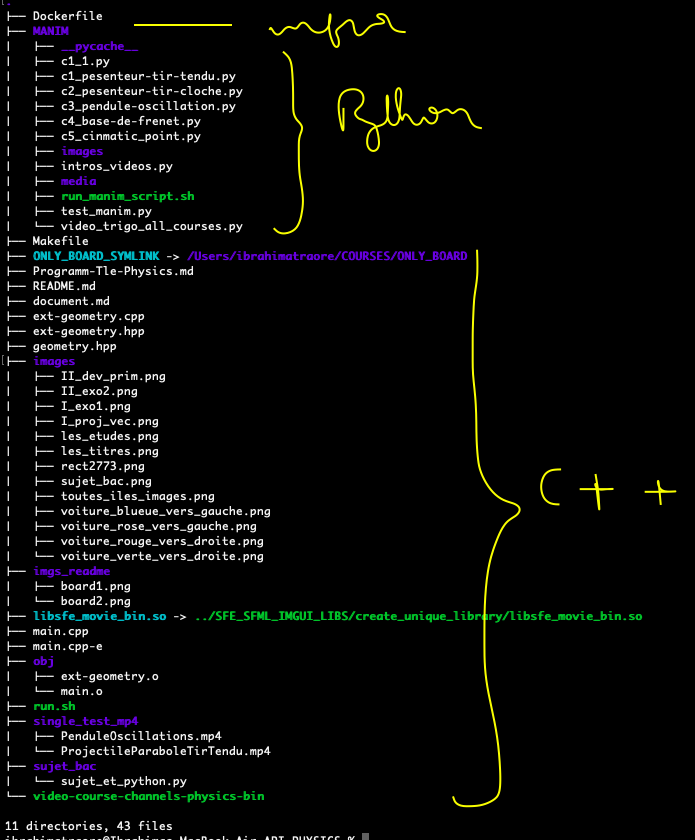 .
├── Dockerfile
├── MANIM
│   ├── __pycache__
│   ├── c1_1.py
│   ├── c1_pesenteur-tir-tendu.py
│   ├── c2_pesenteur-tir-cloche.py
│   ├── c3_pendule-oscillation.py
│   ├── c4_base-de-frenet.py
│   ├── c5_cinmatic_point.py
│   ├── images
│   ├── intros_videos.py
│   ├── media
│   ├── run_manim_script.sh
│   ├── test_manim.py
│   └── video_trigo_all_courses.py
Python
├── Makefile
├── ONLY_BOARD_SYMLINK -> /Users/ibrahimatraore/COURSES/ONLY_BOARD
├── Programm-Tle-Physics.md
├── README.md
├── document.md
├── ext-geometry.cpp
├── ext-geometry.hpp
├── geometry.hpp
├── images
│   ├── II_dev_prim.png
│   ├── II_exo2.png
│   ├── I_exo1.png
│   ├── I_proj_vec.png
│   ├── les_etudes.png
│   ├── les_titres.png
│   ├── rect2773.png
│   ├── sujet_bac.png
│   ├── toutes_iles_images.png
│   ├── voiture_blueue_vers_gauche.png
│   ├── voiture_rose_vers_gauche.png
│   ├── voiture_rouge_vers_droite.png
│   └── voiture_verte_vers_droite.png
├── imgs_readme
│   ├── board1.png
│   └── board2.png
├── libsfe_movie_bin.so -> ../SFE_SFML_IMGUI_LIBS/create_unique_library/libsfe_movie_bin.so
├── main.cpp
├── main.cpp-e
├── obj
│   ├── ext-geometry.o
│   └── main.o
├── run.sh
├── single_test_mp4
│   ├── PenduleOscillations.mp4
│   └── ProjectileParaboleTirTendu.mp4
├── sujet_bac
│   └── sujet_et_python.py
└── video-course-channels-physics-bin
C++
11 directories, 43 files